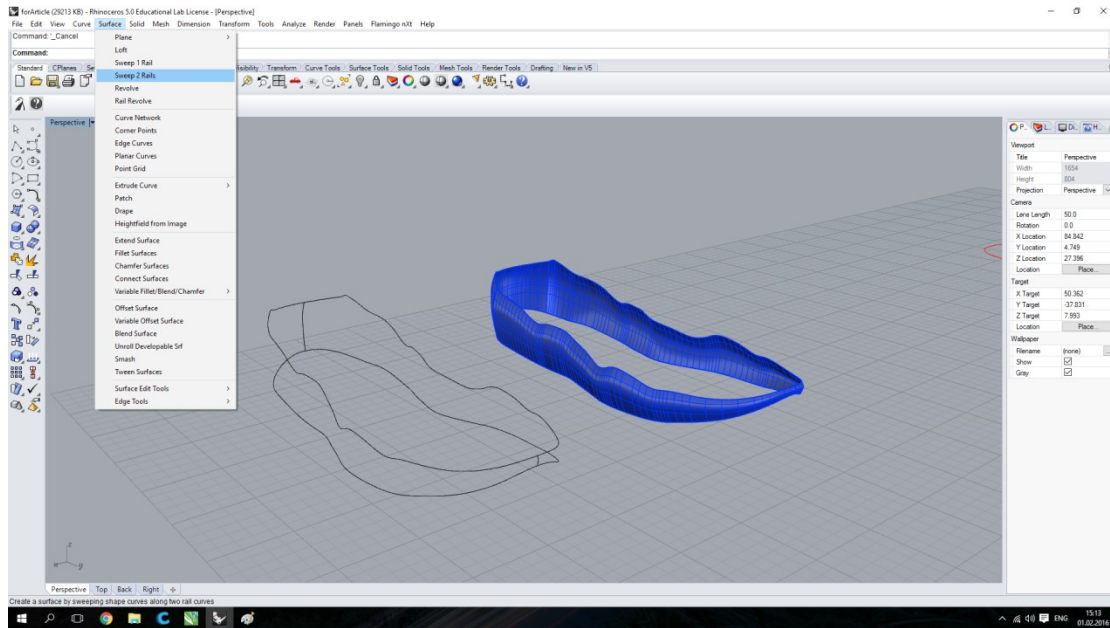 forArticle (29213 KB) - Rhinoceros 5.0 Educational Lab License - [Perspective]
File Edit View Curve Surface Solid Mesh Dimension Transform Tools Analyze Render Panels Flamingo nXt Help
Command: '_Cancel
Command:
Standard CPlanes Se isibility Transform Curve Tools Surface Tools Solid Tools Mesh Tools Render Tools Drafting New in V5
Plane
Loft
Sweep 1 Rail
Sweep 2 Rails
Revolve
Rail Revolve
Curve Network
Corner Points
Edge Curves
Planar Curves
Point Grid
Extrude Curve
Patch
Drape
Heightfield from Image
Extend Surface
Fillet Surfaces
Chamfer Surfaces
Connect Surfaces
Variable Fillet/Blend/Chamfer
Offset Surface
Variable Offset Surface
Blend Surface
Unroll Developable Srf
Smash
Tween Surfaces
Surface Edit Tools
Edge Tools
Perspective
z
y
P... L... Di... H...
Viewport
Title Perspective
Width 1654
Height 804
Projection Perspective
Camera
Lens Length 50.0
Rotation 0.0
X Location 84.842
Y Location 4.749
Z Location 27.396
Location Place...
Target
X Target 50.362
Y Target -37.831
Z Target 7.993
Location Place...
Wallpaper
Filename (none)
Show
Gray
Perspective Top Back Right
Create a surface by sweeping shape curves along two rail curves
ENG 15:13
01.02.2016